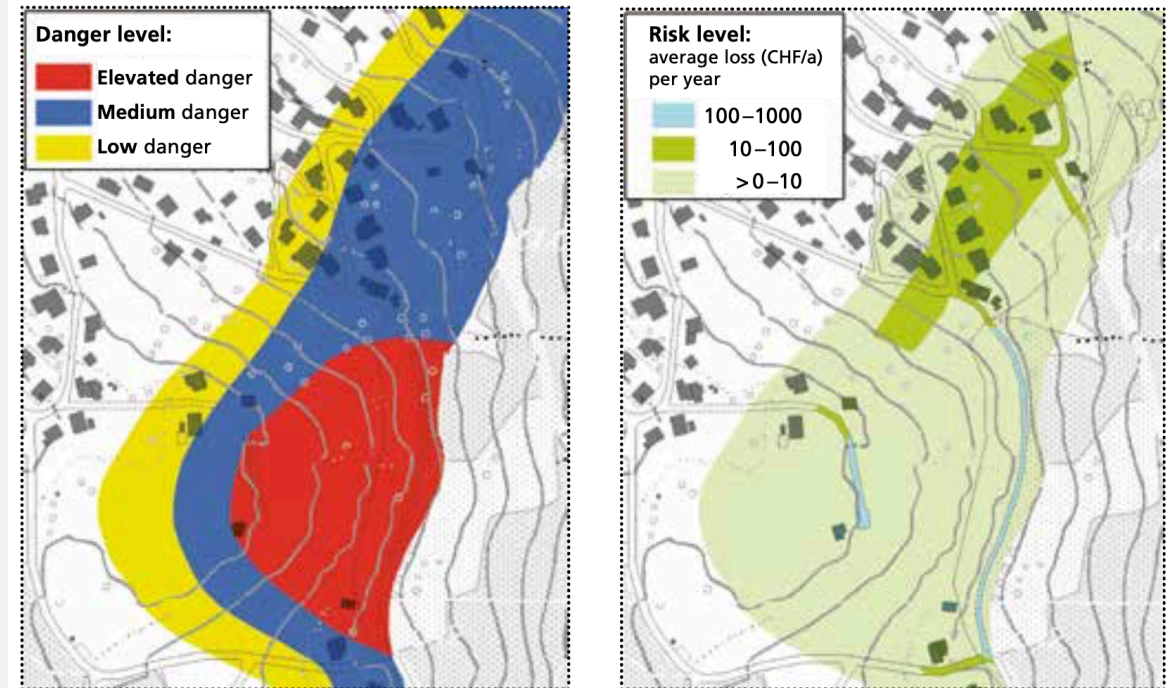 Danger level:
Elevated danger
Medium danger
Low danger
Risk level:
average loss (CHF/a)
per year
100–1000
10–100
>0–10